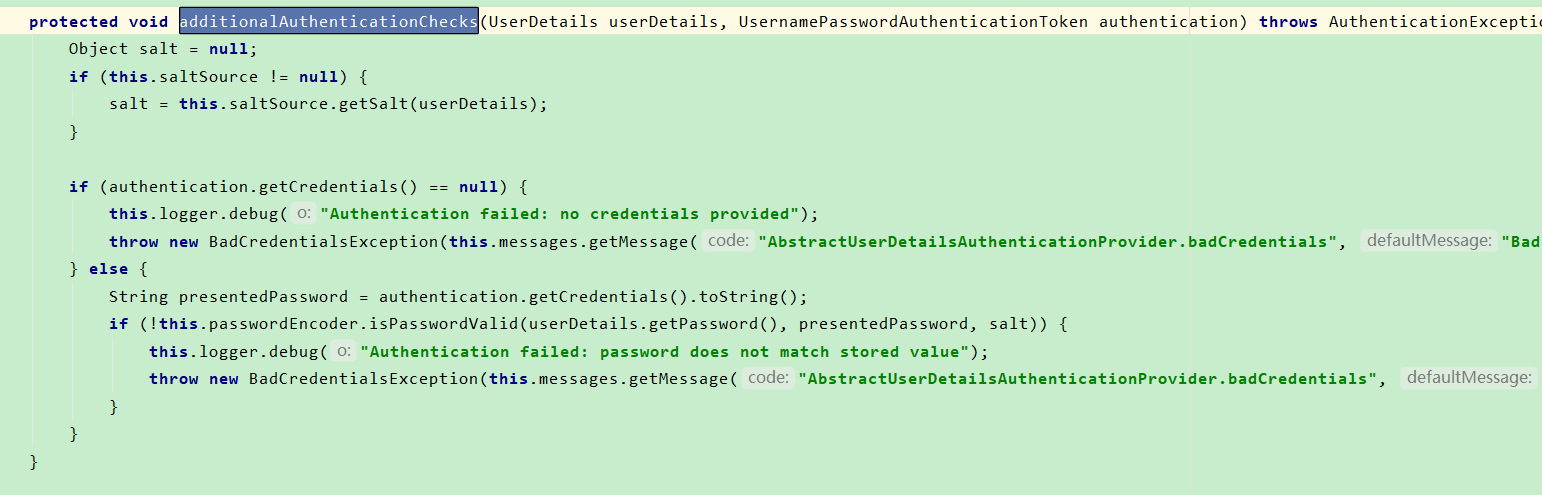 protected void additionalAuthenticationChecks(UserDetails userDetails, UsernamePasswordAuthenticationToken authentication) throws
Object salt = null;
if (this.saltSource != null) {
salt = this.saltSource.getSalt(userDetails);
}
if (authentication.getCredentials() == null) {
this.logger.debug( o: "Authentication failed: no credentials provided");
throw new BadCredentialsException(this.messages.getMessage( code: "AbstractUserDetailsAuthenticationProvider.badCredentials", defaultMessage: "Bad
} else {
String presentedPassword = authentication.getCredentials().toString();
if (!this.passwordEncoder.isPasswordValid(userDetails.getPassword(), presentedPassword, salt)) {
this.logger.debug( o: "Authentication failed: password does not match stored value");
throw new BadCredentialsException(this.messages.getMessage( code: "AbstractUserDetailsAuthenticationProvider.badCredentials", defaultMessage:
}
}
}